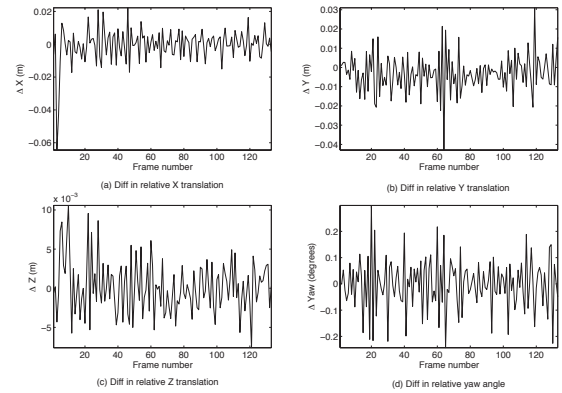 0.02
0
−0.02
−0.04
−0.06
Δ X (m)
20 40 60 80 100 120
Frame number
(a) Diff in relative X translation
0.03
0.02
0.01
0
−0.01
−0.02
−0.03
−0.04
Δ Y (m)
20 40 60 80 100 120
Frame number
(b) Diff in relative Y translation
x 10⁻³
10
5
0
−5
Δ Z (m)
20 40 60 80 100 120
Frame number
(c) Diff in relative Z translation
0.2
0.1
0
−0.1
−0.2
Δ Yaw (degrees)
20 40 60 80 100 120
Frame number
(d) Diff in relative yaw angle